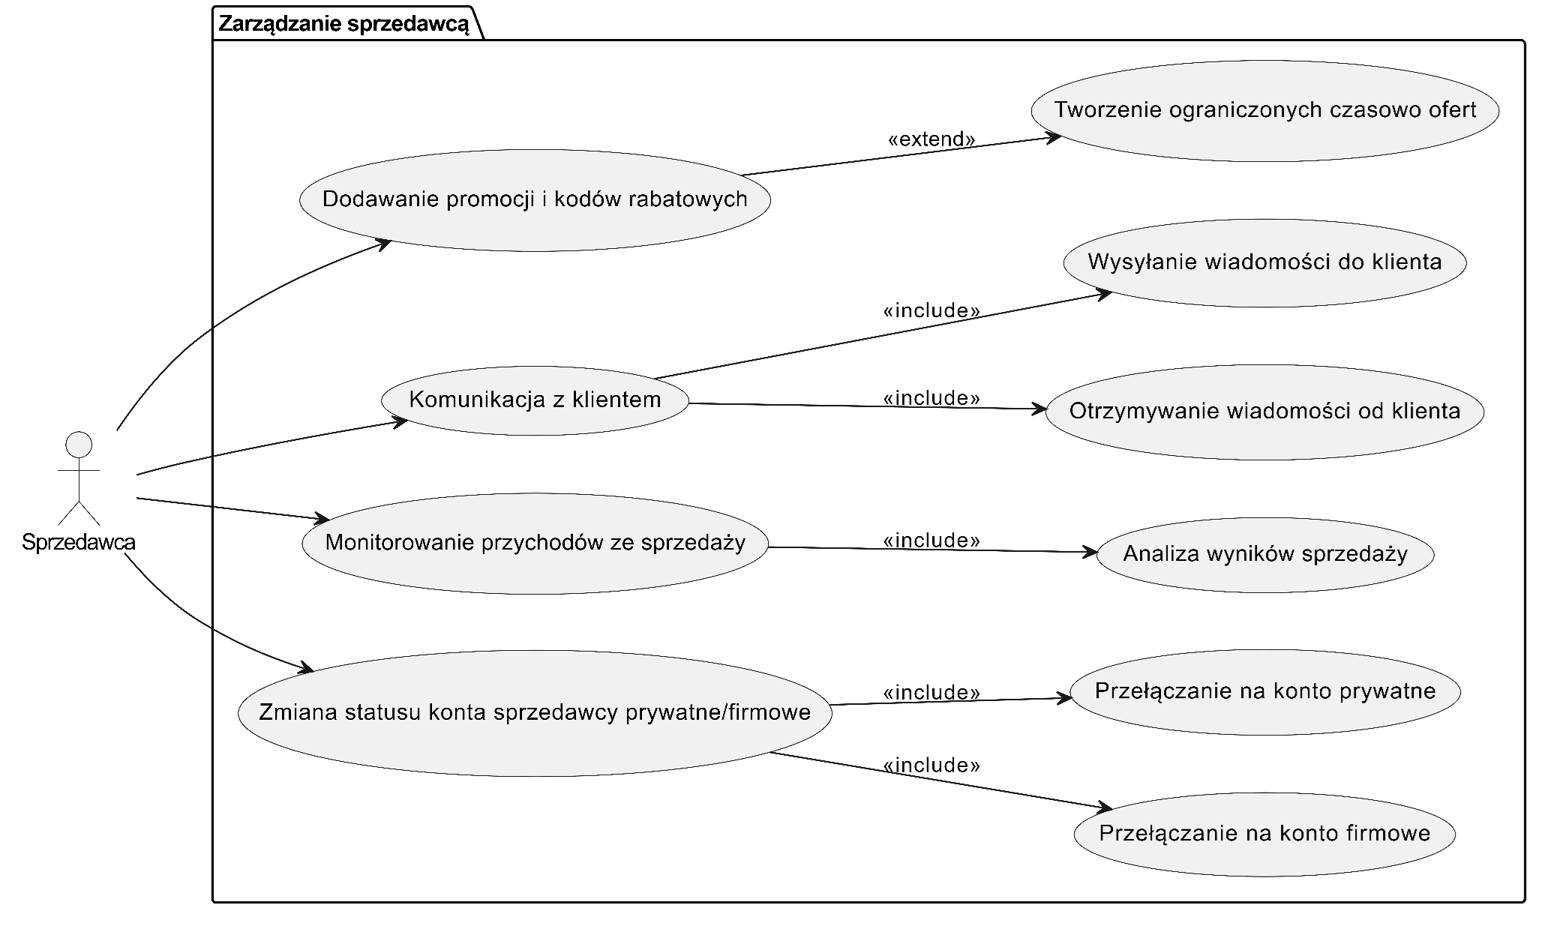 Zarządzanie sprzedawcą
Tworzenie ograniczonych czasowo ofert
«extend»
Dodawanie promocji i kodów rabatowych
Wysyłanie wiadomości do klienta
«include»
Komunikacja z klientem
«include»
Otrzymywanie wiadomości od klienta
Sprzedawca
Monitorowanie przychodów ze sprzedaży
«include»
Analiza wyników sprzedaży
Zmiana statusu konta sprzedawcy prywatne/firmowe
«include»
Przełączanie na konto prywatne
«include»
Przełączanie na konto firmowe